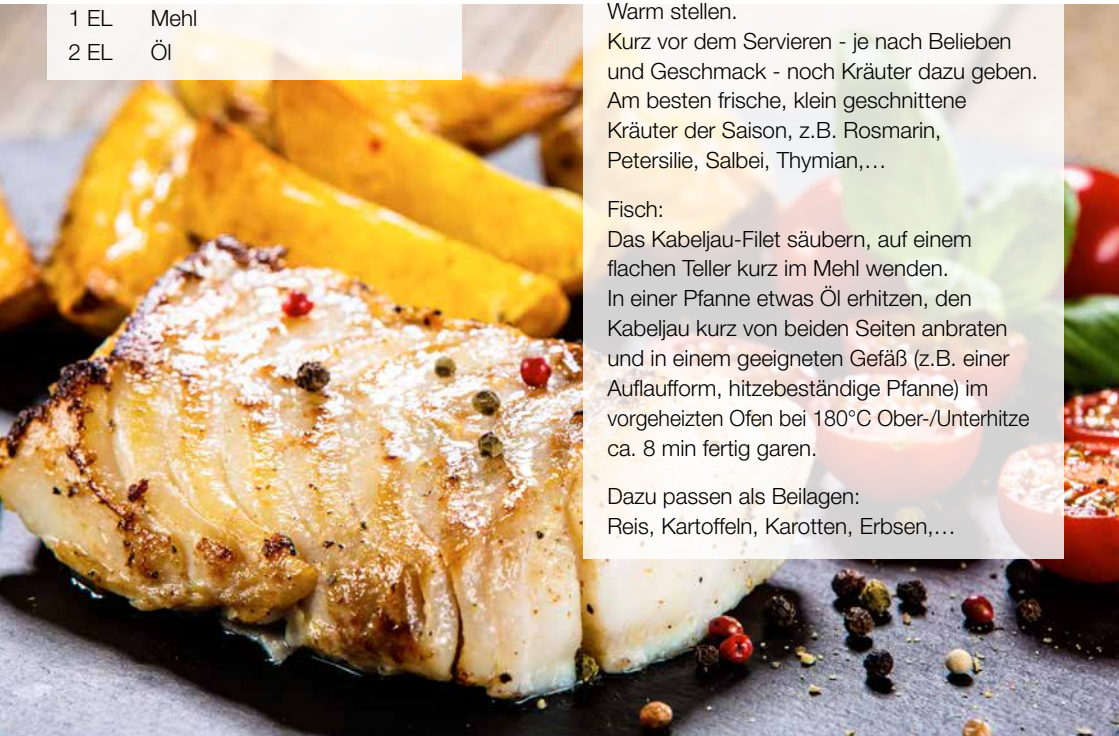 1 EL Mehl
2 EL Öl
Warm stellen.
Kurz vor dem Servieren - je nach Belieben
und Geschmack - noch Kräuter dazu geben.
Am besten frische, klein geschnittene
Kräuter der Saison, z.B. Rosmarin,
Petersilie, Salbei, Thymian,…
Fisch:
Das Kabeljau-Filet säubern, auf einem
flachen Teller kurz im Mehl wenden.
In einer Pfanne etwas Öl erhitzen, den
Kabeljau kurz von beiden Seiten anbraten
und in einem geeigneten Gefäß (z.B. einer
Auflaufform, hitzebeständige Pfanne) im
vorgeheizten Ofen bei 180°C Ober-/Unterhitze
ca. 8 min fertig garen.
Dazu passen als Beilagen:
Reis, Kartoffeln, Karotten, Erbsen,…